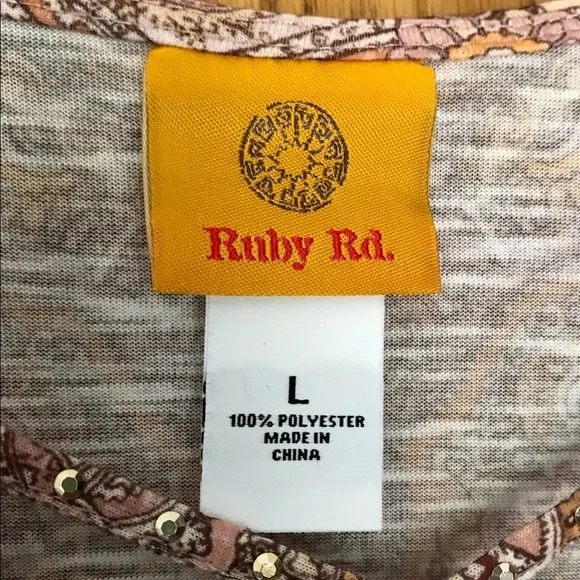 Ruby Rd.
L
100% POLYESTER
MADE IN
CHINA